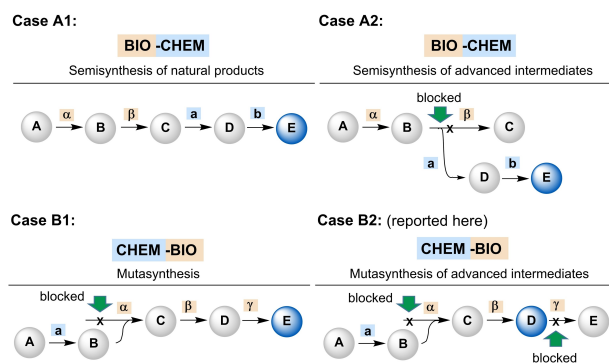 Case A1:
BIO -CHEM
Semisynthesis of natural products
A α B β C a D b E
Case A2:
BIO -CHEM
Semisynthesis of advanced intermediates
blocked
A α B x β C
a D b E
Case B1:
CHEM -BIO
Mutasynthesis
blocked
x α C β D γ E
A a B
Case B2: (reported here)
CHEM -BIO
Mutasynthesis of advanced intermediates
blocked
x α C β D x γ E
A a B
blocked